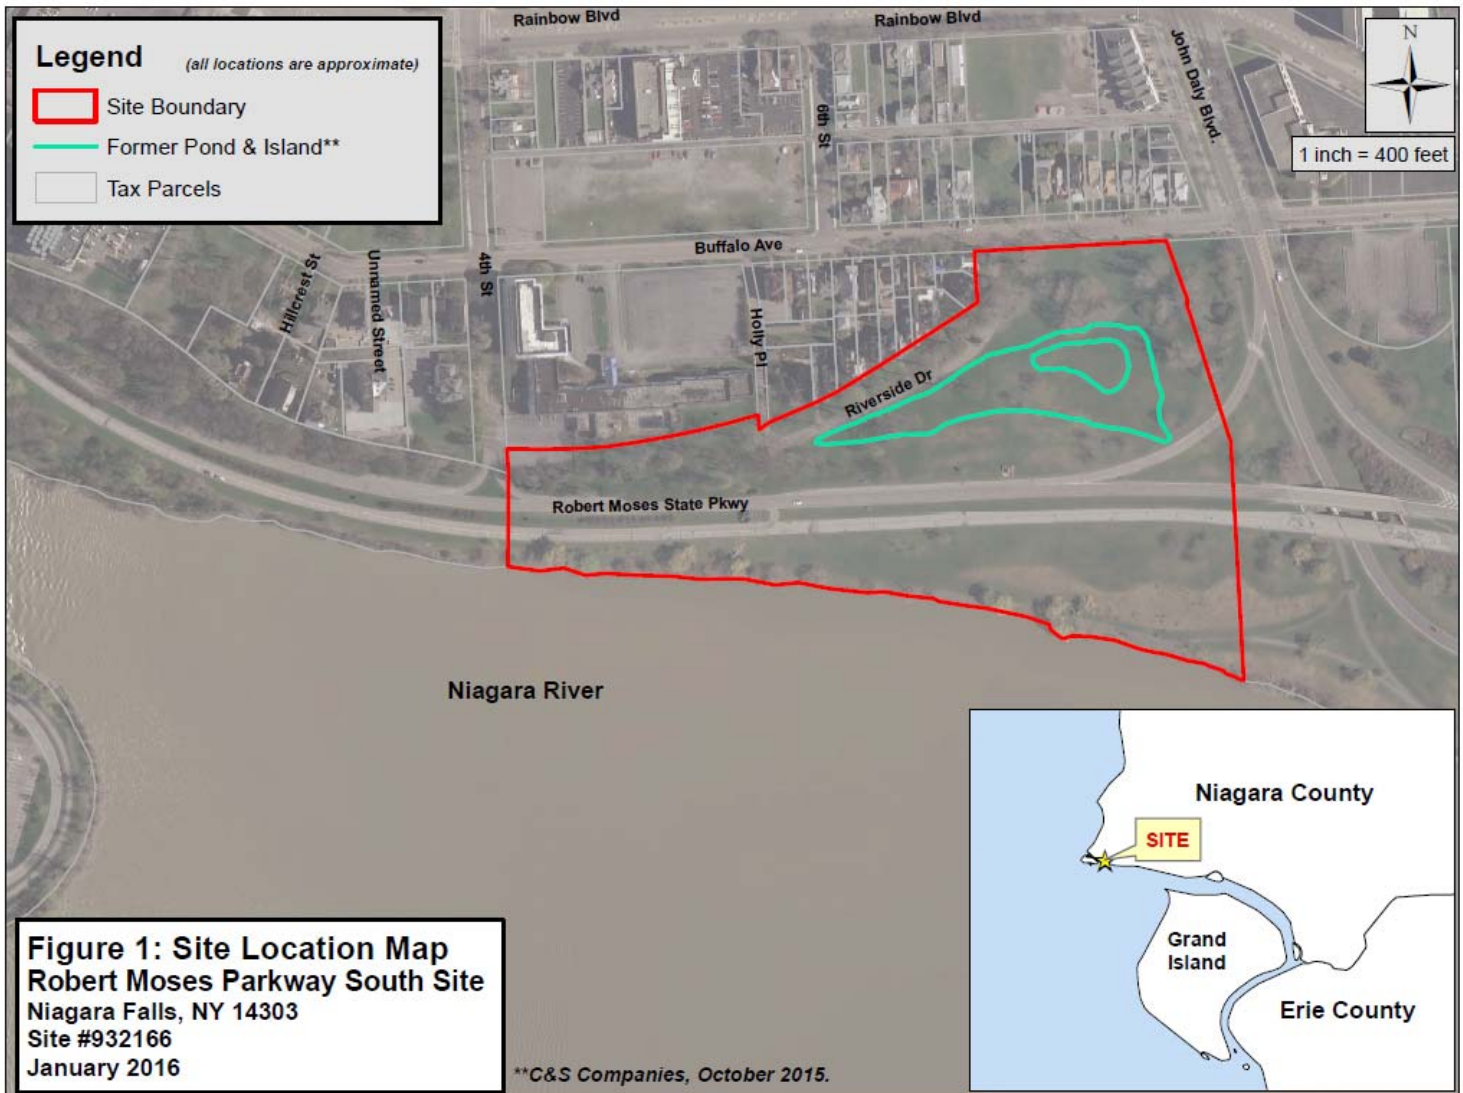 Rainbow Blvd
Rainbow Blvd
Legend (all locations are approximate)
Site Boundary
Former Pond & Island**
Tax Parcels
John Daly Blvd.
N
1 inch = 400 feet
6th St
Buffalo Ave
Hillcrest St
Unnamed Street
4th St
Holly Pl
Riverside Dr
Robert Moses State Pkwy
Niagara River
Niagara County
SITE
Grand
Island
Erie County
Figure 1: Site Location Map
Robert Moses Parkway South Site
Niagara Falls, NY 14303
Site #932166
January 2016
**C&S Companies, October 2015.